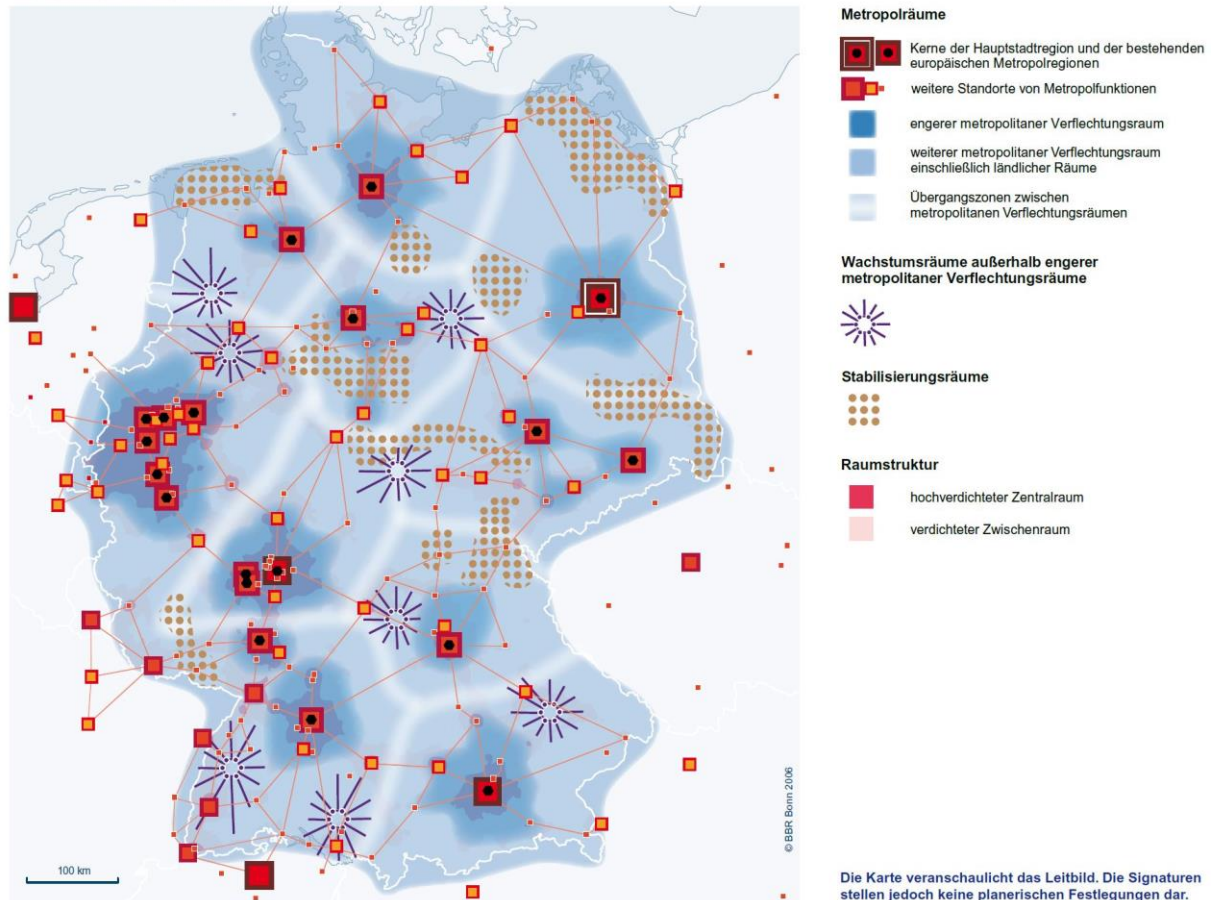 Metropolräume
Kerne der Hauptstadtregion und der bestehenden
europäischen Metropolregionen
weitere Standorte von Metropolfunktionen
engerer metropolitaner Verflechtungsraum
weiterer metropolitaner Verflechtungsraum
einschließlich ländlicher Räume
Übergangszonen zwischen
metropolitanen Verflechtungsräumen
Wachstumsräume außerhalb engerer
metropolitaner Verflechtungsräume
Stabilisierungsräume
Raumstruktur
hochverdichteter Zentralraum
verdichteter Zwischenraum
100 km
© BBR Bonn 2006
Die Karte veranschaulicht das Leitbild. Die Signaturen
stellen jedoch keine planerischen Festlegungen dar.